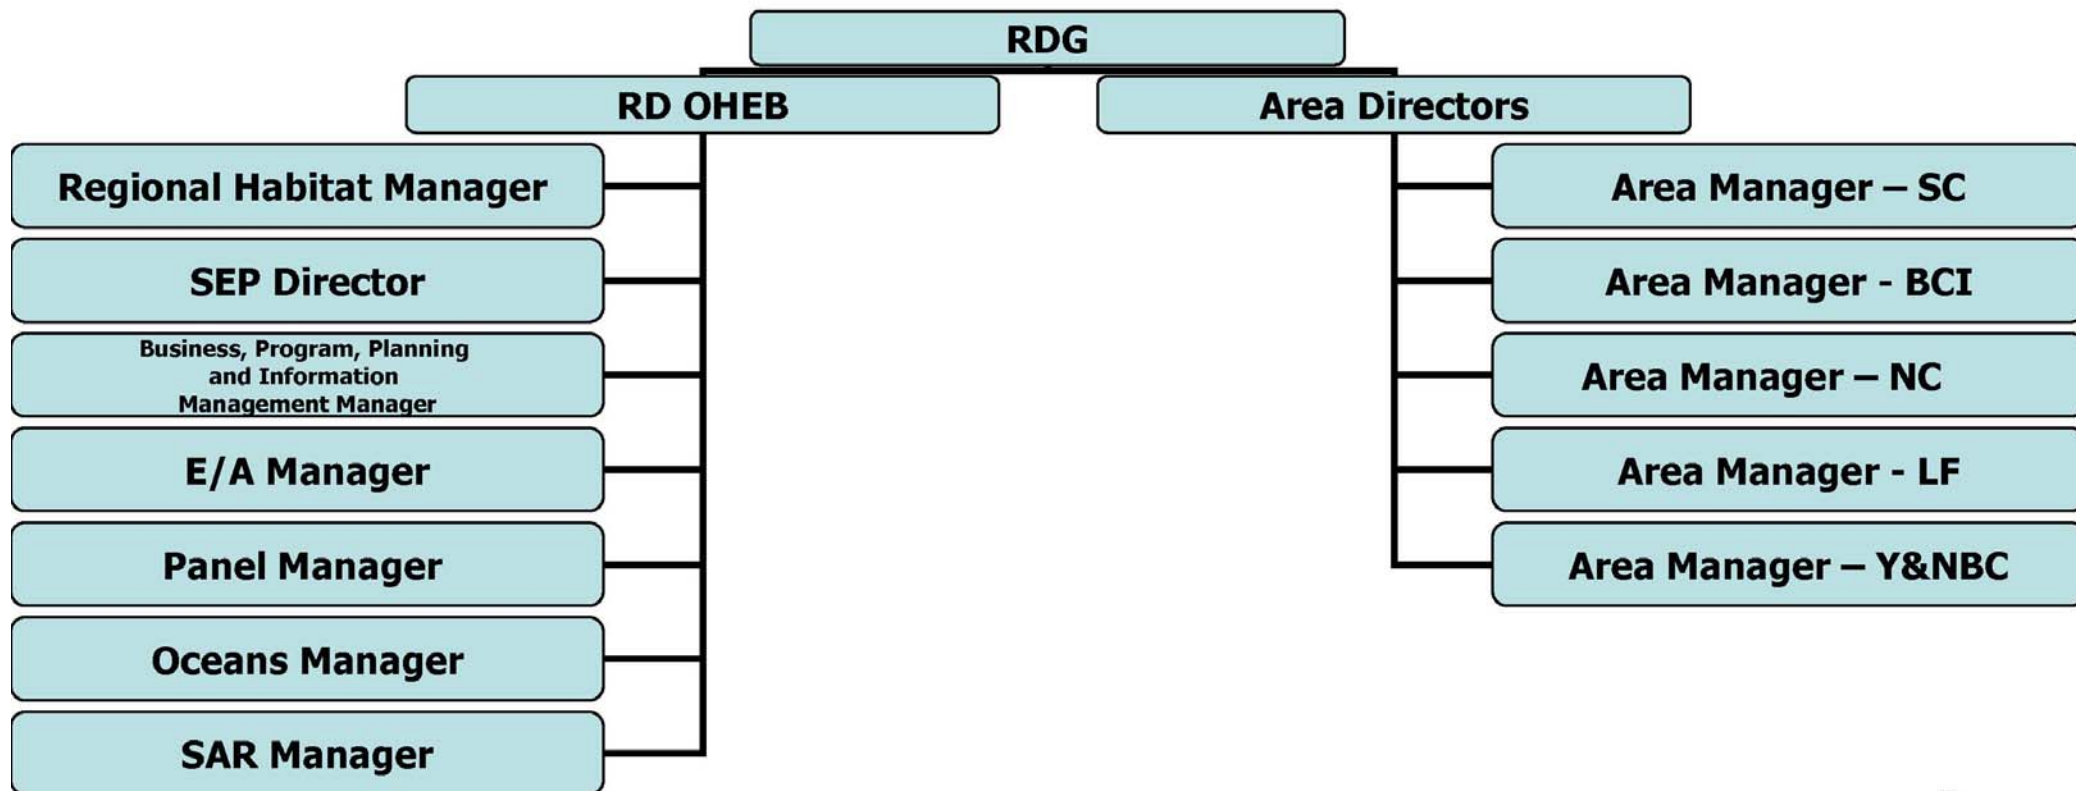 RDG
RD OHEB
Area Directors
Regional Habitat Manager
SEP Director
Business, Program, Planning
and Information
Management Manager
E/A Manager
Panel Manager
Oceans Manager
SAR Manager
Area Manager – SC
Area Manager - BCI
Area Manager – NC
Area Manager - LF
Area Manager – Y&NBC